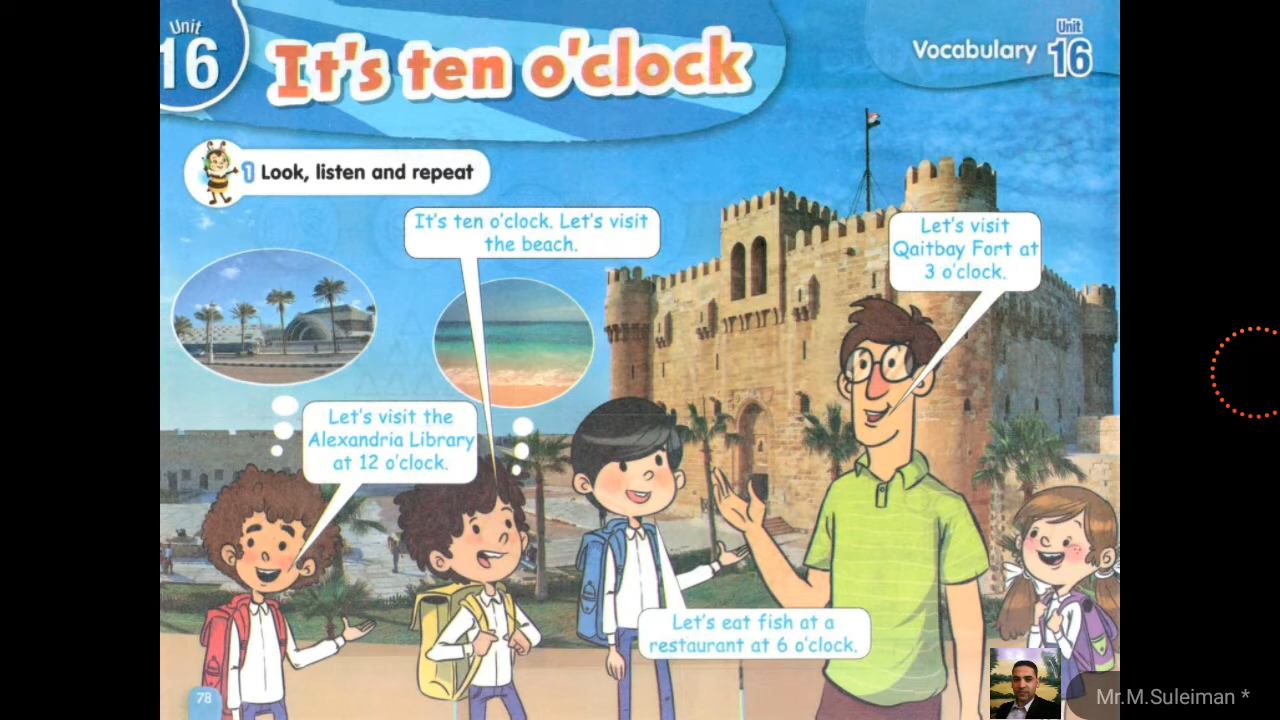 Unit
16
It's ten o'clock
Vocabulary
Unit
16
1 Look, listen and repeat
It's ten o'clock. Let's visit
the beach.
Let's visit
Qaitbay Fort at
3 o'clock.
Let's visit the
Alexandria Library
at 12 o'clock.
Let's eat fish at a
restaurant at 6 o'clock.
78
Mr.M.Suleiman *